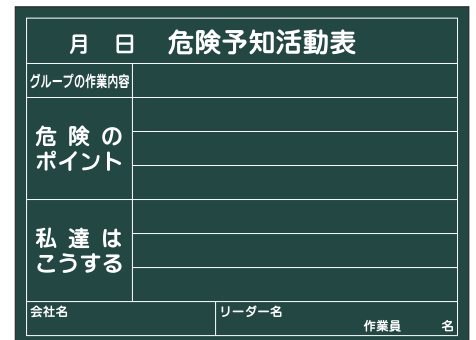 月 日 危険予知活動表
グループの作業内容
危険の
ポイント
私達は
こうする
会社名
リーダー名
作業員 名